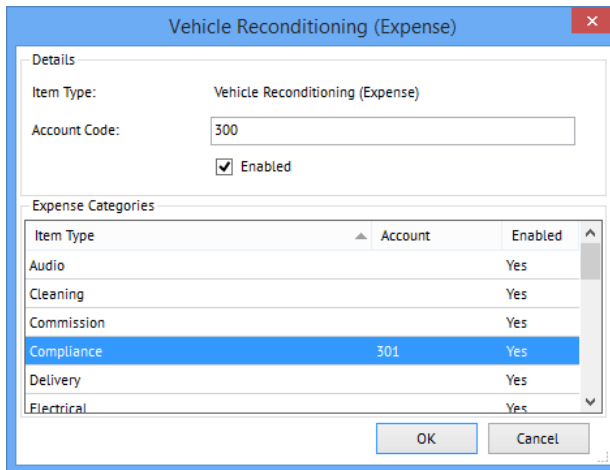 Vehicle Reconditioning (Expense)
Details
Item Type: Vehicle Reconditioning (Expense)
Account Code: 300
Enabled
Expense Categories
Item Type Account Enabled
Audio Yes
Cleaning Yes
Commission Yes
Compliance 301 Yes
Delivery Yes
Electrical Yes
OK Cancel